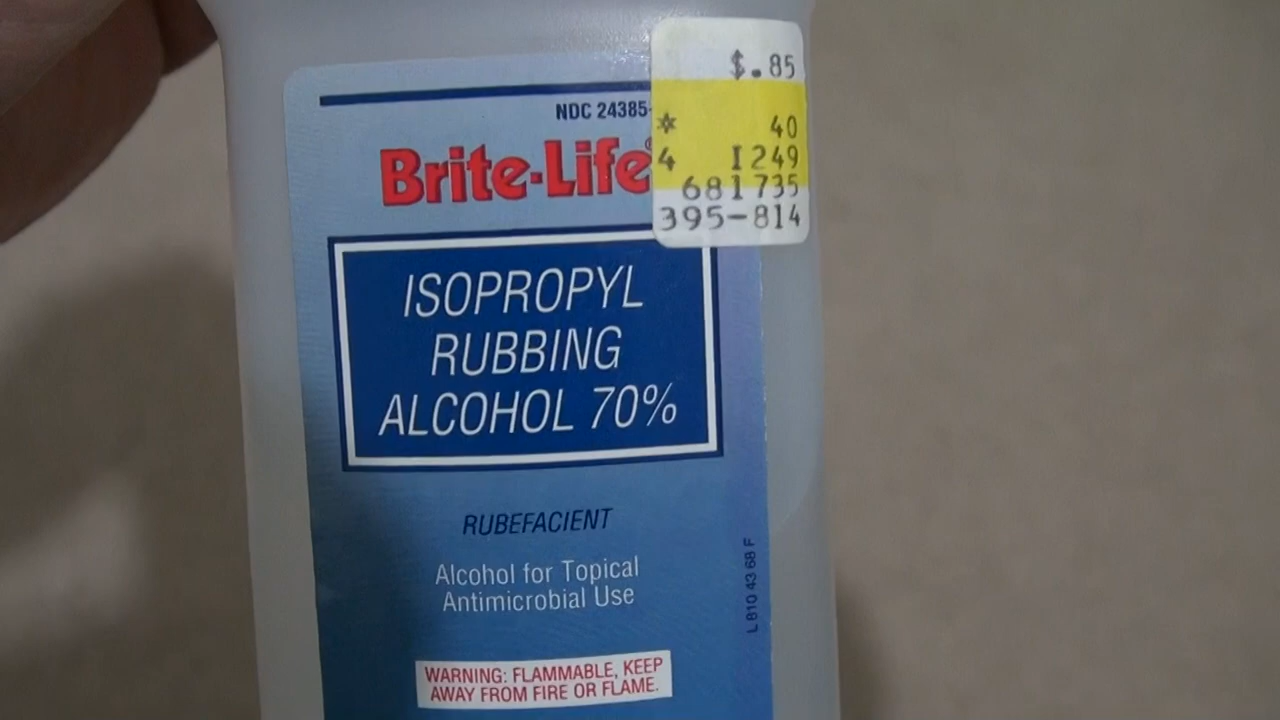 $.85
* 40
4 1249
681735
395-814
NDC 24385-
Brite-Life®
ISOPROPYL
RUBBING
ALCOHOL 70%
RUBEFACIENT
Alcohol for Topical
Antimicrobial Use
L 810 43 68 F
WARNING: FLAMMABLE, KEEP
AWAY FROM FIRE OR FLAME.